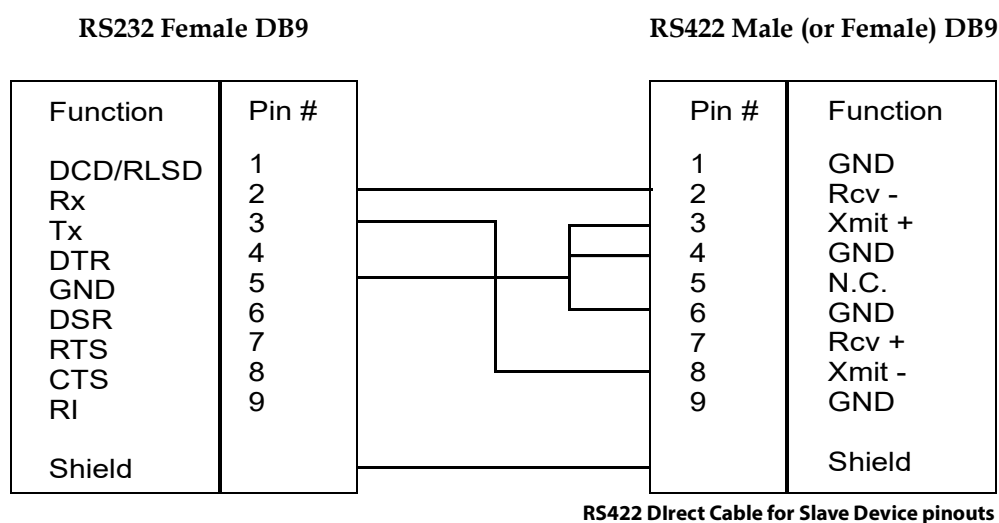 RS232 Female DB9 RS422 Male (or Female) DB9
Function Pin # Pin # Function
DCD/RLSD 1 1 GND
Rx 2 2 Rcv -
Tx 3 3 Xmit +
DTR 4 4 GND
GND 5 5 N.C.
DSR 6 6 GND
RTS 7 7 Rcv +
CTS 8 8 Xmit -
RI 9 9 GND
Shield Shield
RS422 DIrect Cable for Slave Device pinouts